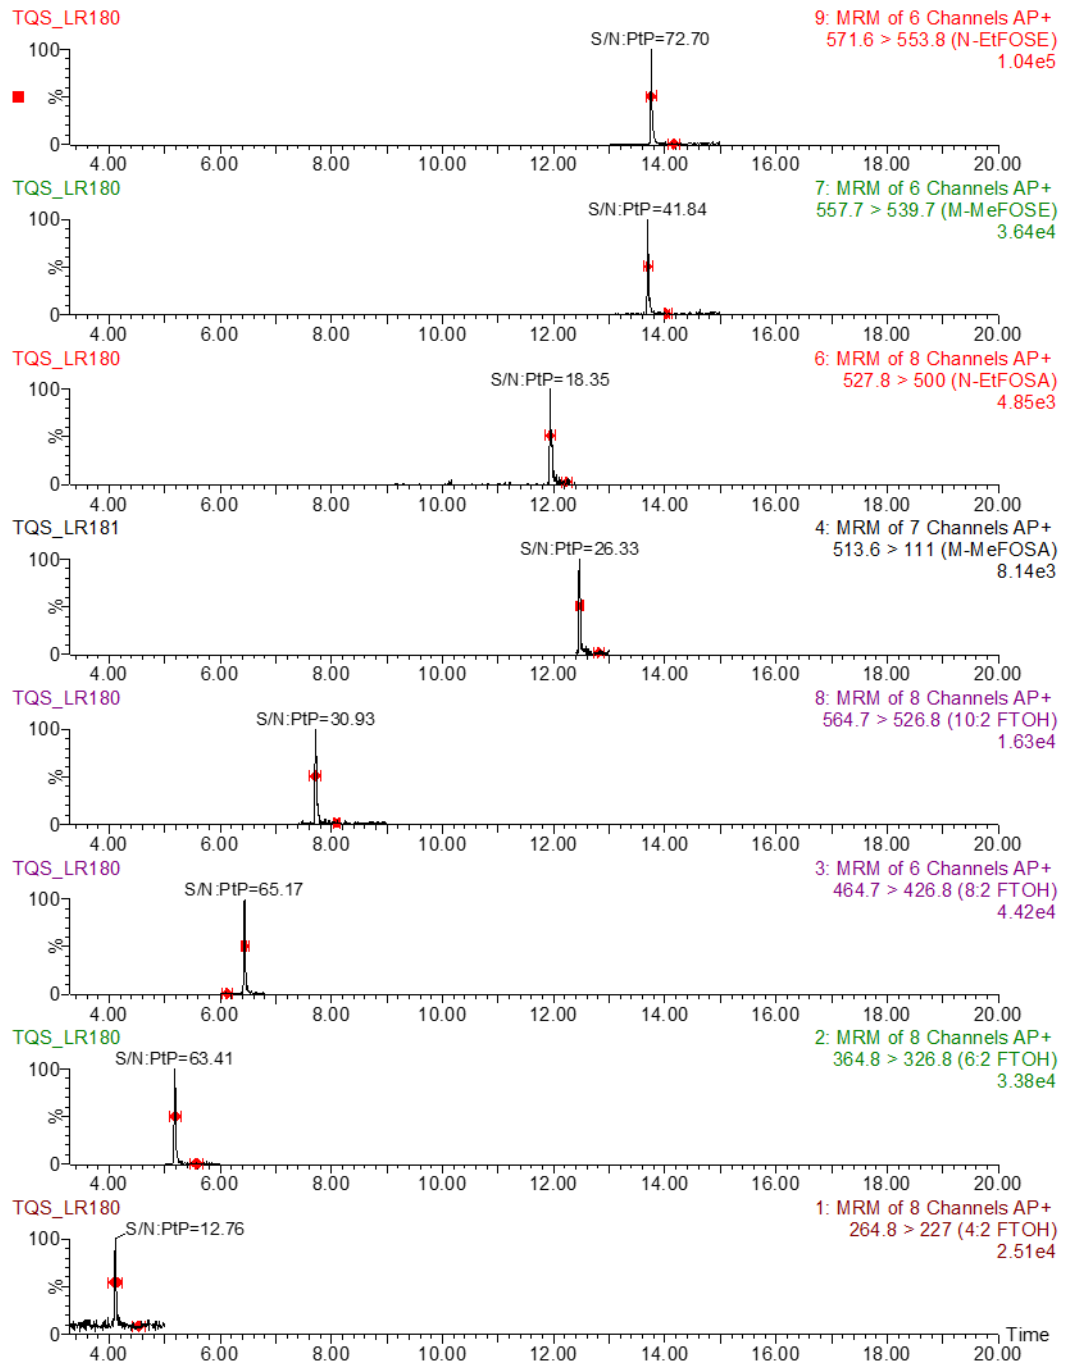 TQS_LR180
9: MRM of 6 Channels AP+
571.6 > 553.8 (N-EtFOSE)
1.04e5
S/N:PtP=72.70
100
%
0
4.00 6.00 8.00 10.00 12.00 14.00 16.00 18.00 20.00
TQS_LR180
7: MRM of 6 Channels AP+
557.7 > 539.7 (M-MeFOSE)
3.64e4
S/N:PtP=41.84
100
%
0
4.00 6.00 8.00 10.00 12.00 14.00 16.00 18.00 20.00
TQS_LR180
6: MRM of 8 Channels AP+
527.8 > 500 (N-EtFOSA)
4.85e3
S/N:PtP=18.35
100
%
0
4.00 6.00 8.00 10.00 12.00 14.00 16.00 18.00 20.00
TQS_LR181
4: MRM of 7 Channels AP+
513.6 > 111 (M-MeFOSA)
8.14e3
S/N:PtP=26.33
100
%
0
4.00 6.00 8.00 10.00 12.00 14.00 16.00 18.00 20.00
TQS_LR180
8: MRM of 8 Channels AP+
564.7 > 526.8 (10:2 FTOH)
1.63e4
S/N:PtP=30.93
100
%
0
4.00 6.00 8.00 10.00 12.00 14.00 16.00 18.00 20.00
TQS_LR180
3: MRM of 6 Channels AP+
464.7 > 426.8 (8:2 FTOH)
4.42e4
S/N:PtP=65.17
100
%
0
4.00 6.00 8.00 10.00 12.00 14.00 16.00 18.00 20.00
TQS_LR180
2: MRM of 8 Channels AP+
364.8 > 326.8 (6:2 FTOH)
3.38e4
S/N:PtP=63.41
100
%
0
4.00 6.00 8.00 10.00 12.00 14.00 16.00 18.00 20.00
TQS_LR180
1: MRM of 8 Channels AP+
264.8 > 227 (4:2 FTOH)
2.51e4
S/N:PtP=12.76
100
%
0
Time
4.00 6.00 8.00 10.00 12.00 14.00 16.00 18.00 20.00